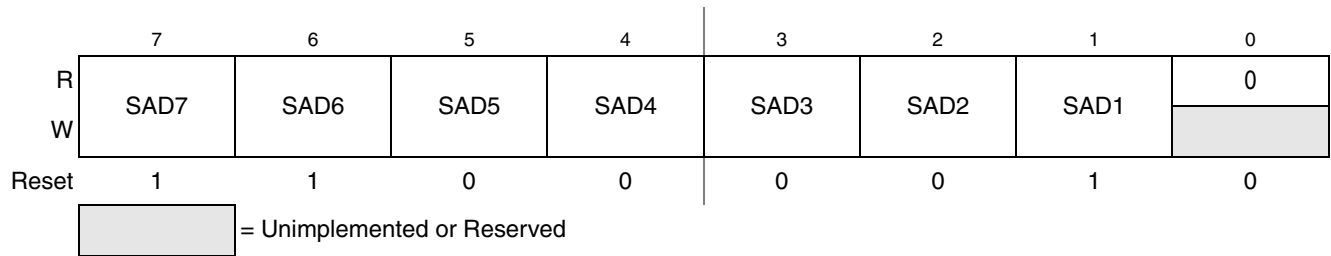 7 6 5 4 3 2 1 0
R SAD7 SAD6 SAD5 SAD4 SAD3 SAD2 SAD1 0
W
Reset 1 1 0 0 0 0 1 0
= Unimplemented or Reserved